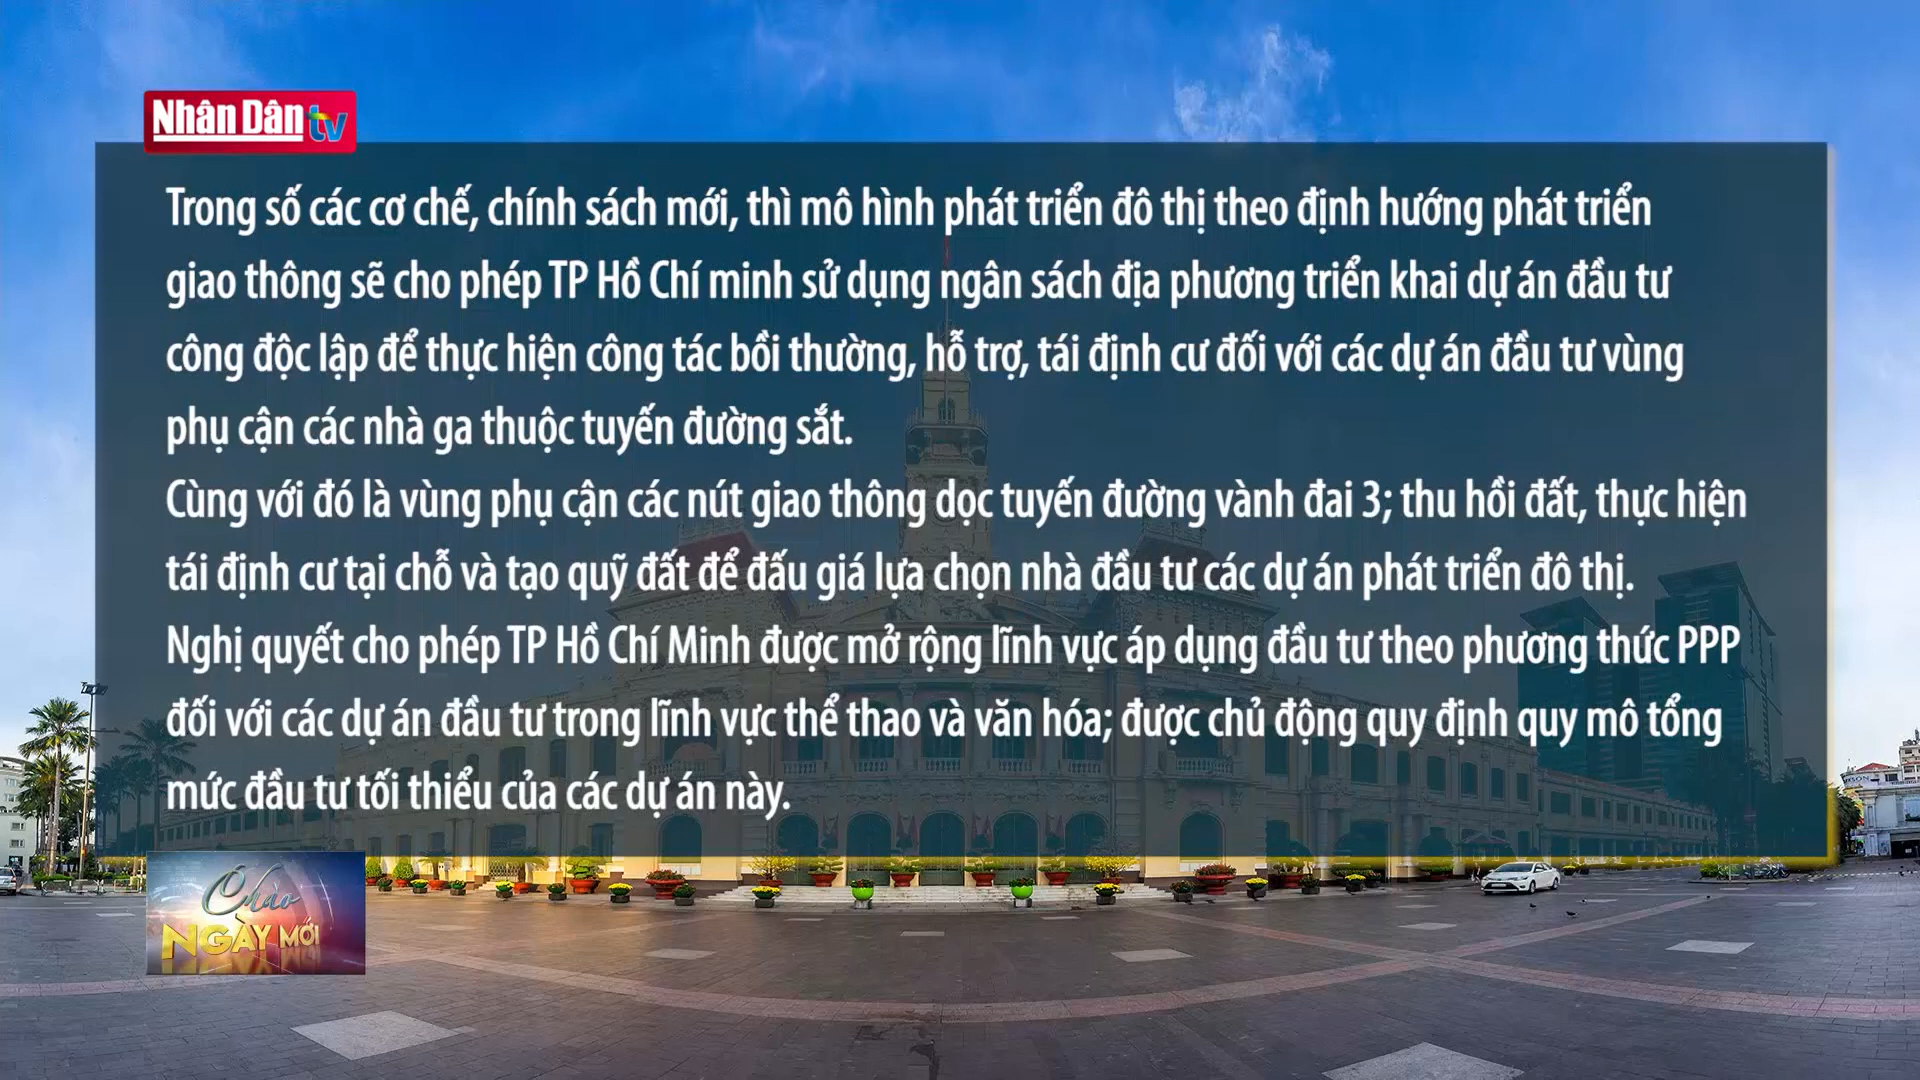 Nhân Dân tv
Trong số các cơ chế, chính sách mới, thì mô hình phát triển đô thị theo định hướng phát triển
giao thông sẽ cho phép TP Hồ Chí minh sử dụng ngân sách địa phương triển khai dự án đầu tư
công độc lập để thực hiện công tác bồi thường, hỗ trợ, tái định cư đối với các dự án đầu tư vùng
phụ cận các nhà ga thuộc tuyến đường sắt.
Cùng với đó là vùng phụ cận các nút giao thông dọc tuyến đường vành đai 3; thu hồi đất, thực hiện
tái định cư tại chỗ và tạo quỹ đất để đấu giá lựa chọn nhà đầu tư các dự án phát triển đô thị.
Nghị quyết cho phép TP Hồ Chí Minh được mở rộng lĩnh vực áp dụng đầu tư theo phương thức PPP
đối với các dự án đầu tư trong lĩnh vực thể thao và văn hóa; được chủ động quy định quy mô tổng
mức đầu tư tối thiểu của các dự án này.
Chào
NGÀY MỚI